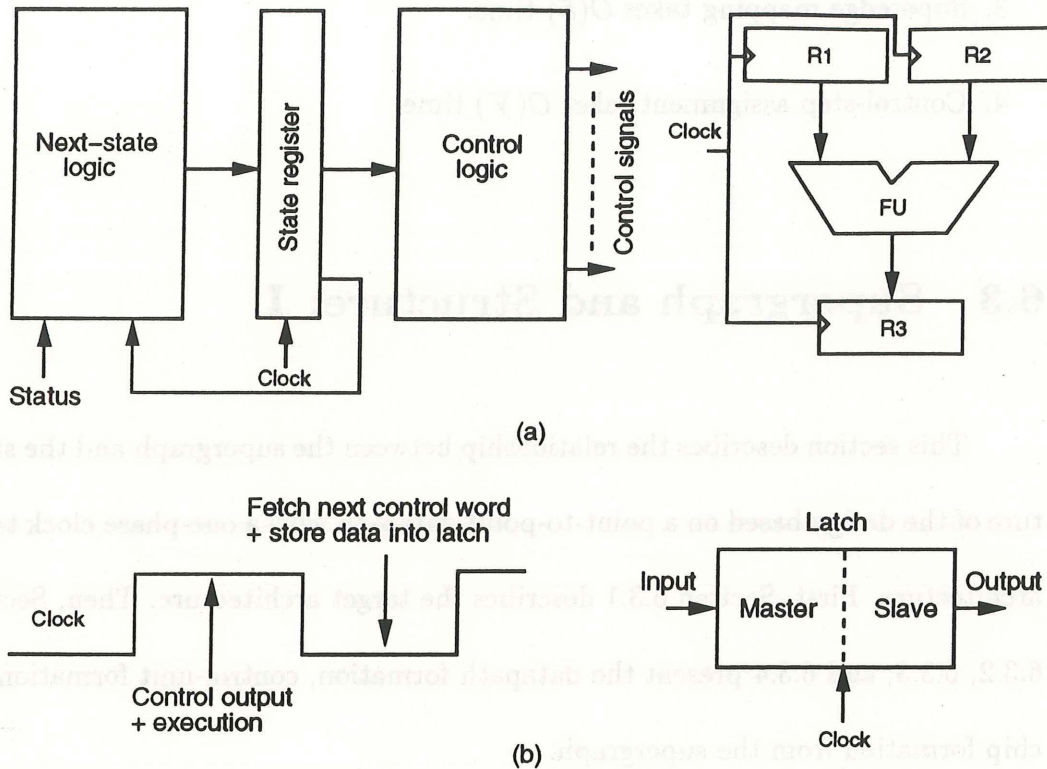 3. Superedge mapping takes
time.
4. Control-step assignment takes
time.
Next-state
logic
State register
Control
logic
Control signals
Status
Clock
R1
R2
Clock
FU
R3
(a)
6.3 Supergraph and Structure: I
This section describes the relationship between the supergraph and the
ture of the design based on a point-to-point
one-phase clock
architecture. First, Section 6.3.1 describes the target architecture. Then,
6.3.2, 6.3.3, and 6.3.4 present the datapath formation, control-unit formation,
chip formation from the supergraph.
Clock
Fetch next control word
+ store data into latch
Control output
+ execution
Latch
Input
Master
Slave
Output
Clock
(b)